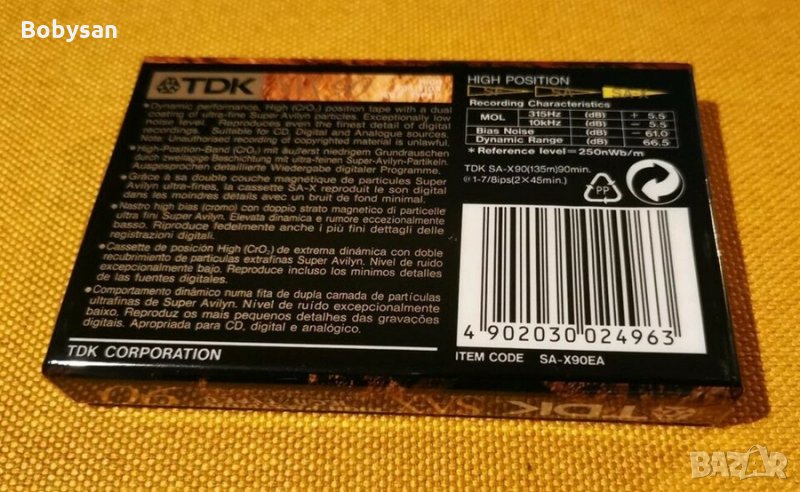 Bobysan
TDK
• Dynamic performance. High (CrO₂) position tape with a dual
coating of ultra-fine Super Avilyn particles. Exceptionally low
noise level. Reproduces even the finest detail of digital
recordings. Suitable for CD, Digital and Analogue sources.
Note Unauthorised recording of copyrighted material is unlawful.
• High-Position-Band (CrO₂) mit äußerst niedrigem Grundrauschen
durch zweilagige Beschichtung mit ultra-feinen Super-Avilyn-Partikeln.
Ausgesprochen detaillierte Wiedergabe digitaler Programme.
• Grâce à sa double couche magnetique de particules Super
Avilyn ultra-fines, la cassette SA-X reproduit le son digital
dans les moindres détails avec un bruit de fond minimal.
• Nastro high bias (cromo) con doppio strato magnetico di particelle
ultra fini Super Avilyn. Elevata dinamica e rumore eccezionalmente
basso. Riproduce fedelmente anche i più fini dettagli delle
registrazioni digitali.
• Cassette de posición High (CrO₂) de extrema dinámica con doble
recubrimiento de partículas extrafinas Super Avilyn. Nivel de ruido
excepcionalmente bajo. Reproduce incluso los mínimos detalles
de las fuentes digitales.
• Comportamento dinâmico numa fita de dupla camada de partículas
ultrafinas de Super Avilyn. Nível de ruído excepcionalmente
baixo. Reproduz os mais pequenos detalhes das gravações
digitais. Apropriada para CD, digital e analógico.
TDK CORPORATION
HIGH POSITION
SF SA SA-X
Recording Characteristics
MOL 315Hz (dB) + 5.5
10kHz (dB) - 5.5
Bias Noise (dB) - 61.0
Dynamic Range (dB) 66.5
* Reference level=250nWb/m
TDK SA-X90(135m)90min.
@1-7/8ips(2×45min.)
PP
4 902030 024963
ITEM CODE SA-X90EA
TDK SA-X 90
BAZAR